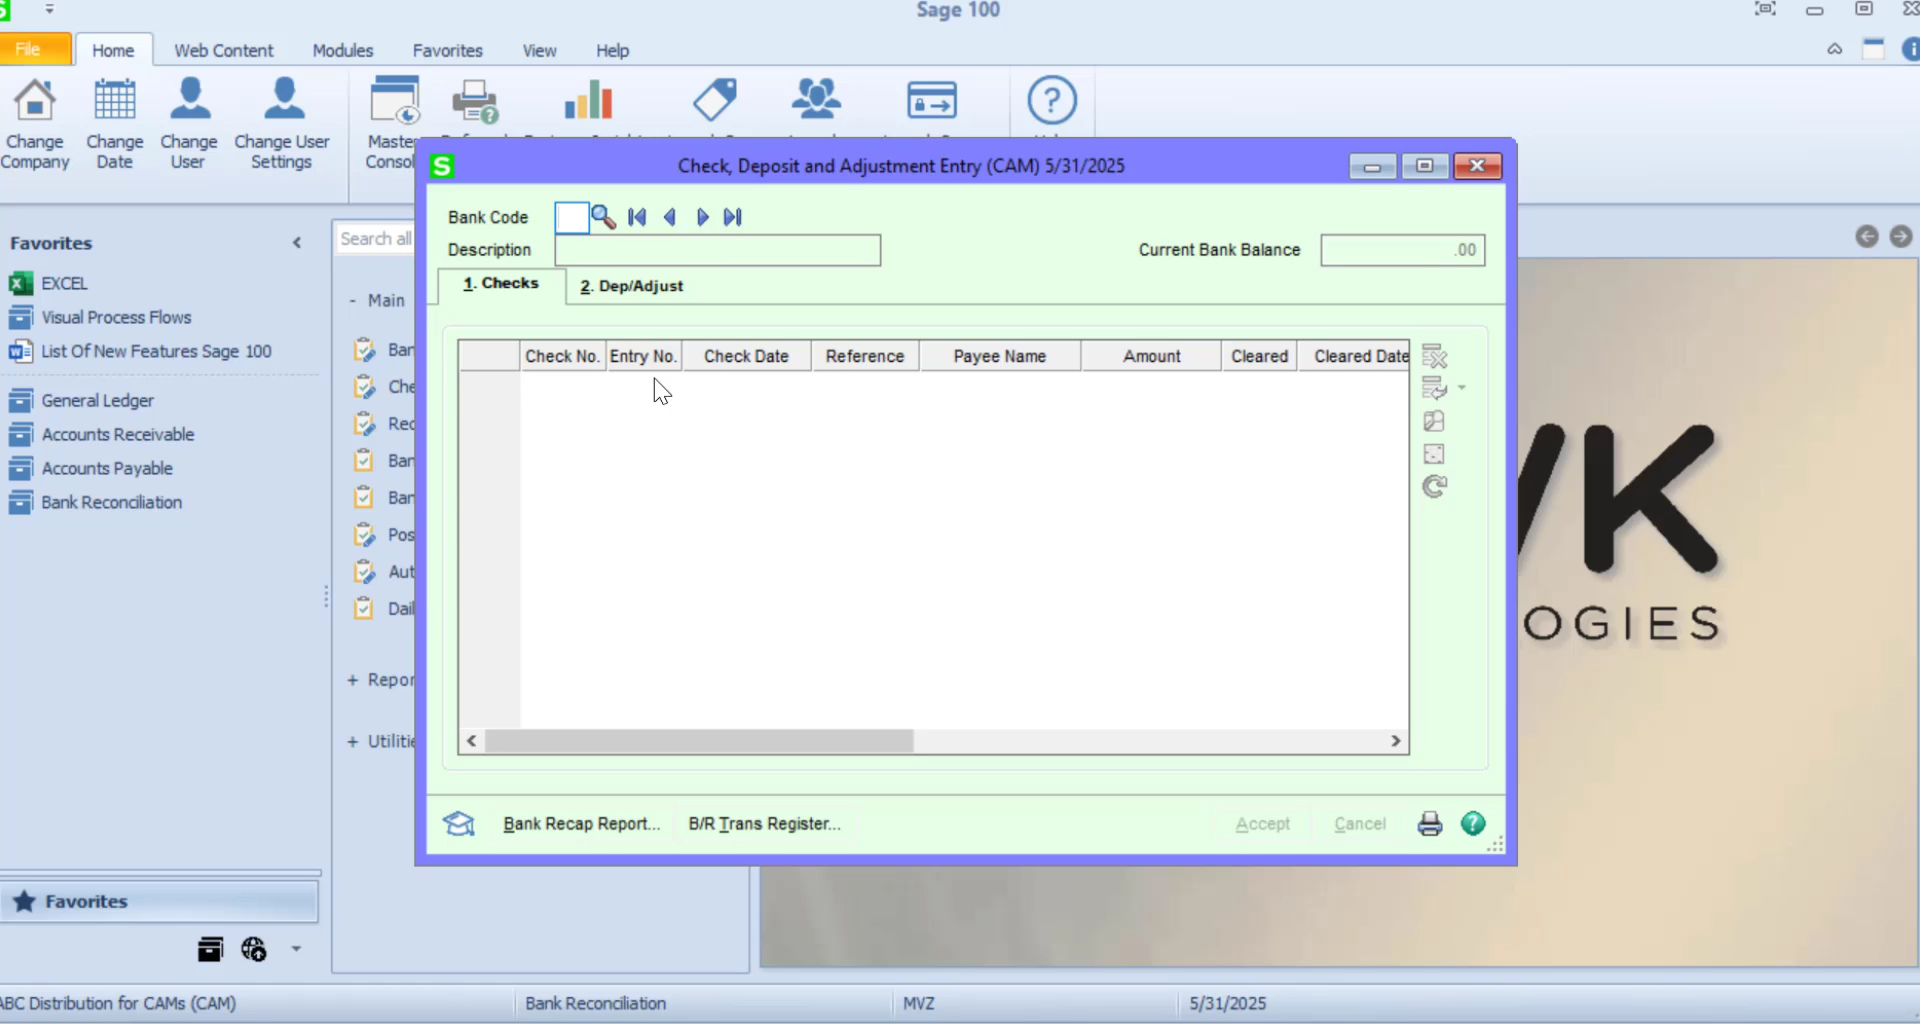 Sage 100
File
Home
Web Content
Modules
Favorites
View
Help
Change Company
Change Date
Change User
Change User Settings
Check, Deposit and Adjustment Entry (CAM) 5/31/2025
Bank Code
Description
Current Bank Balance
.00
1. Checks
2. Dep/Adjust
Check No.
Entry No.
Check Date
Reference
Payee Name
Amount
Cleared
Cleared Date
Bank Recap Report...
B/R Trans Register...
Accept
Cancel
Favorites
EXCEL
Visual Process Flows
List Of New Features Sage 100
General Ledger
Accounts Receivable
Accounts Payable
Bank Reconciliation
Favorites
Search all
- Main
Ban
Che
Rec
Ban
Ban
Pos
Aut
Dail
+ Repor
+ Utilitie
K
OGIES
ABC Distribution for CAMs (CAM)
Bank Reconciliation
MVZ
5/31/2025